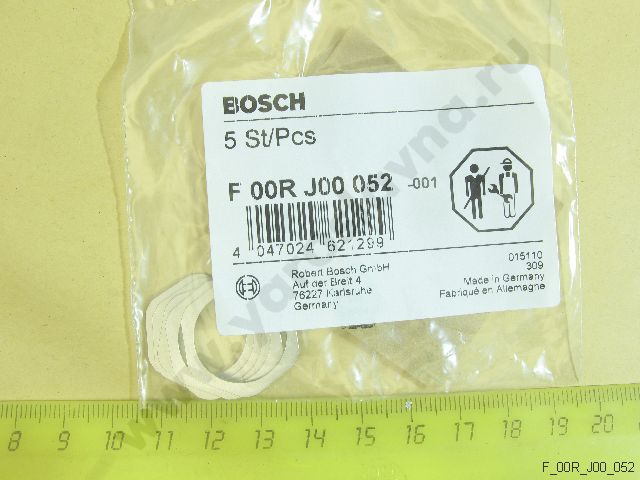 BOSCH
5 St/Pcs
F 00R J00 052 -001
4 047024 621299
Robert Bosch GmbH
Auf der Breit 4
76227 Karlsruhe
Germany
015110
309
Made in Germany
Fabriqué en Allemagne
8 9 10 11 12 13 14 15 16 17 18 19 20
F_00R_J00_052